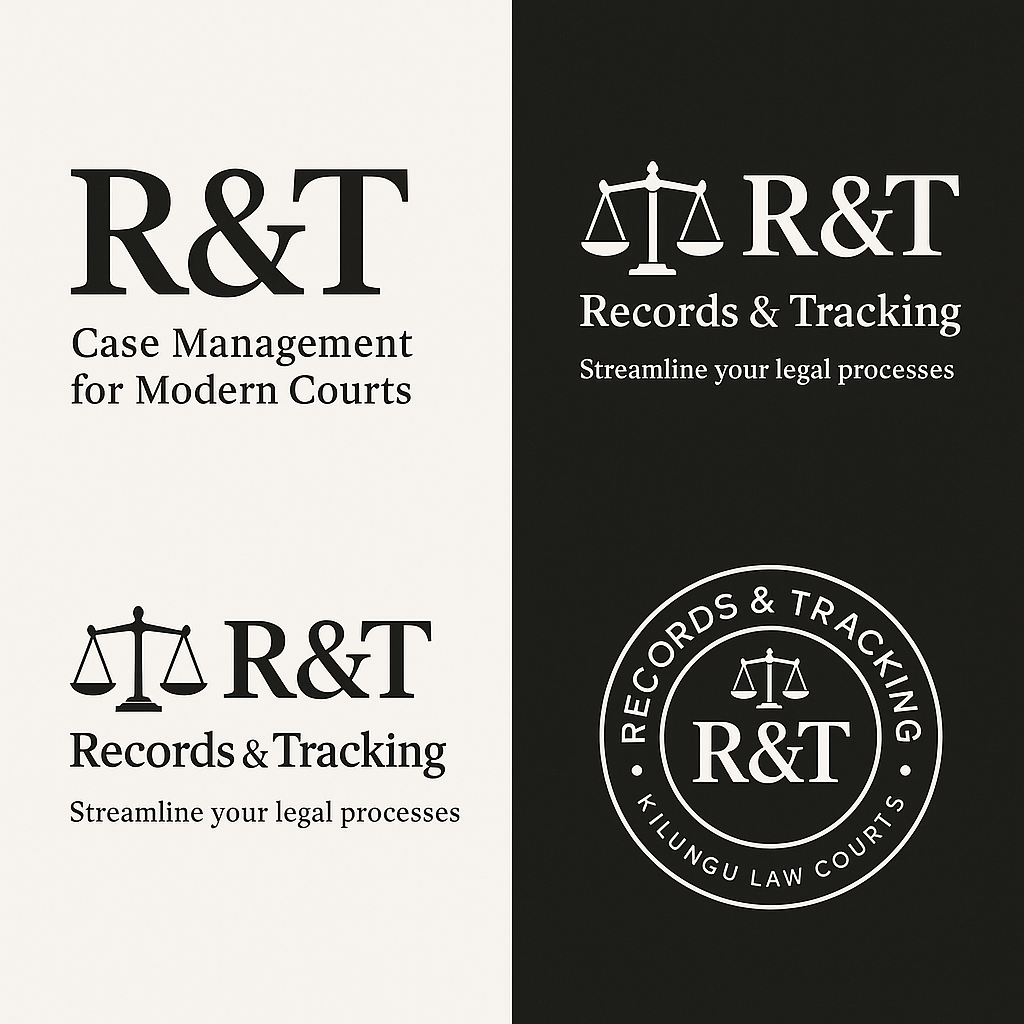 R&T
Case Management
for Modern Courts
R&T
Records & Tracking
Streamline your legal processes
R&T
Records & Tracking
Streamline your legal processes
RECORDS & TRACKING
R&T
• KILUNGU LAW COURTS •